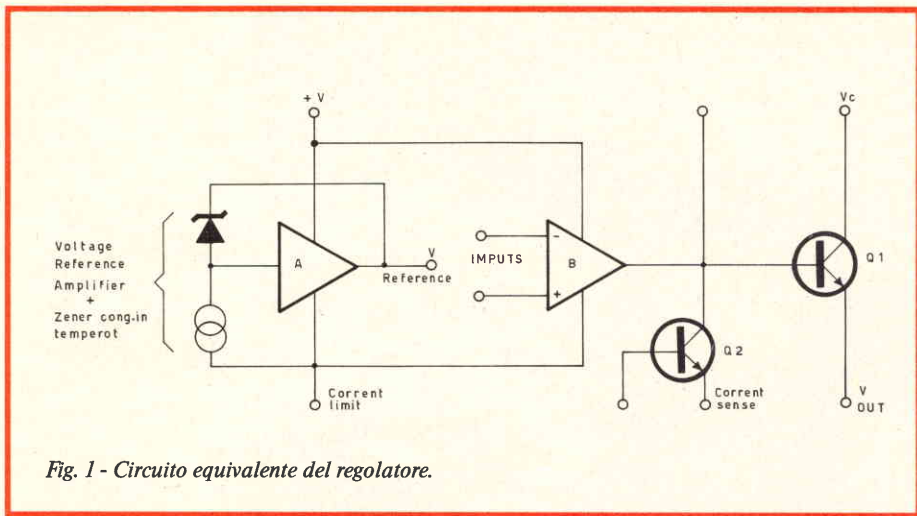 + V
Vc
Voltage
Reference
Amplifier
+
Zener cong.in
temperot
A
V
Reference
IMPUTS
-
+
B
Q1
Q2
Corrent
limit
Corrent
sense
V
OUT
Fig. 1 - Circuito equivalente del regolatore.